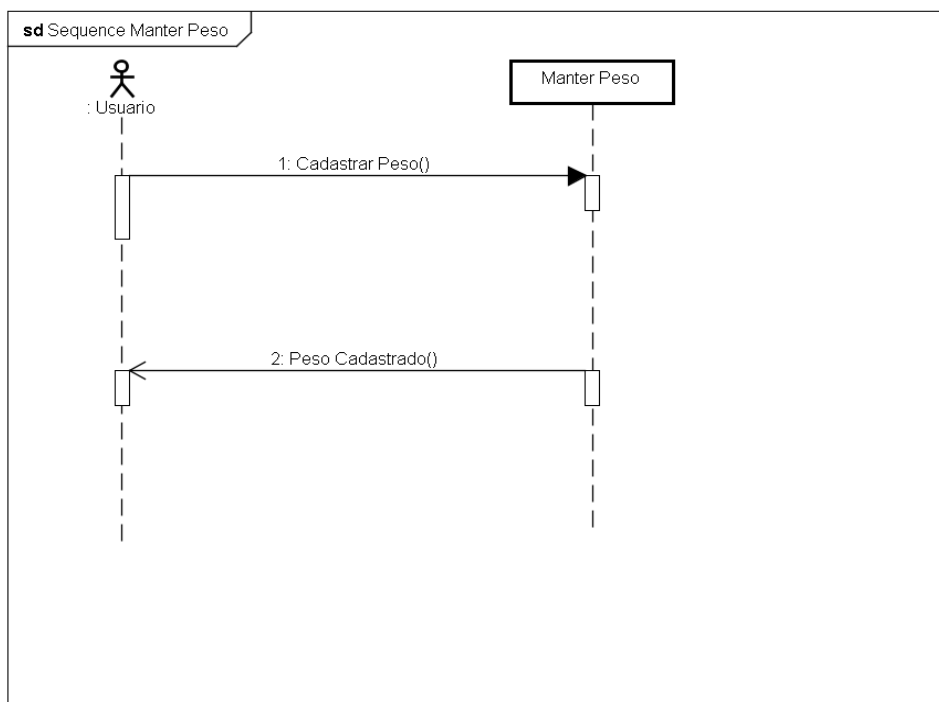 sd Sequence Manter Peso
: Usuario
Manter Peso
1: Cadastrar Peso()
2: Peso Cadastrado()